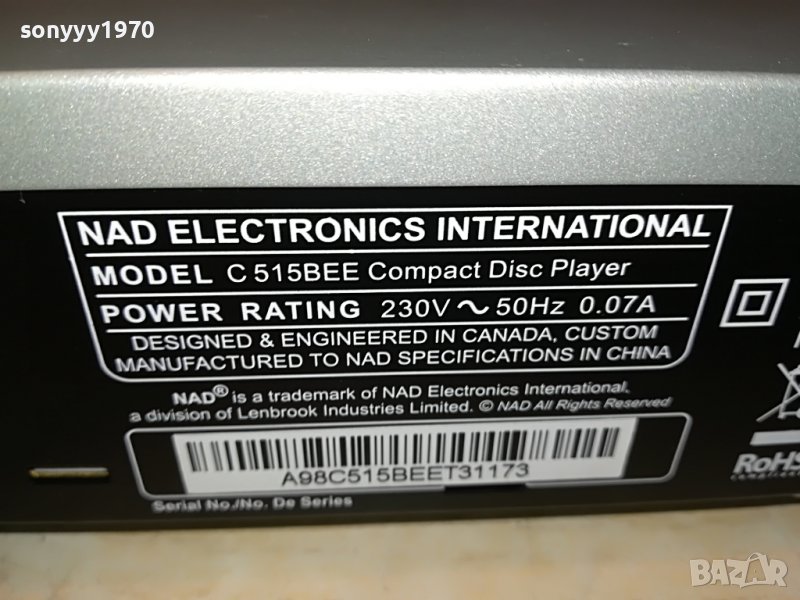 sonyyy1970
NAD ELECTRONICS INTERNATIONAL
MODEL C 515BEE Compact Disc Player
POWER RATING 230V ~ 50Hz 0.07A
DESIGNED & ENGINEERED IN CANADA, CUSTOM
MANUFACTURED TO NAD SPECIFICATIONS IN CHINA
NAD® is a trademark of NAD Electronics International,
a division of Lenbrook Industries Limited. © NAD All Rights Reserved
A98C515BEET31173
Serial No./No. De Series
RoHS
BAZAR